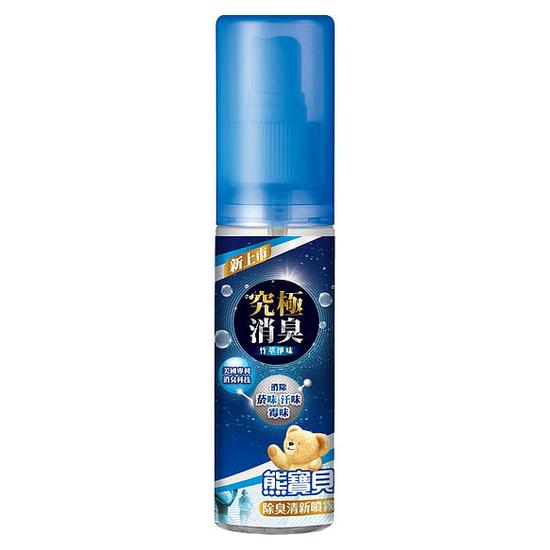 新上市
究極
消臭
竹萃淨味
美國專利
消臭科技
消除
菸味 汗味
霉味
熊寶貝
除臭清新噴霧